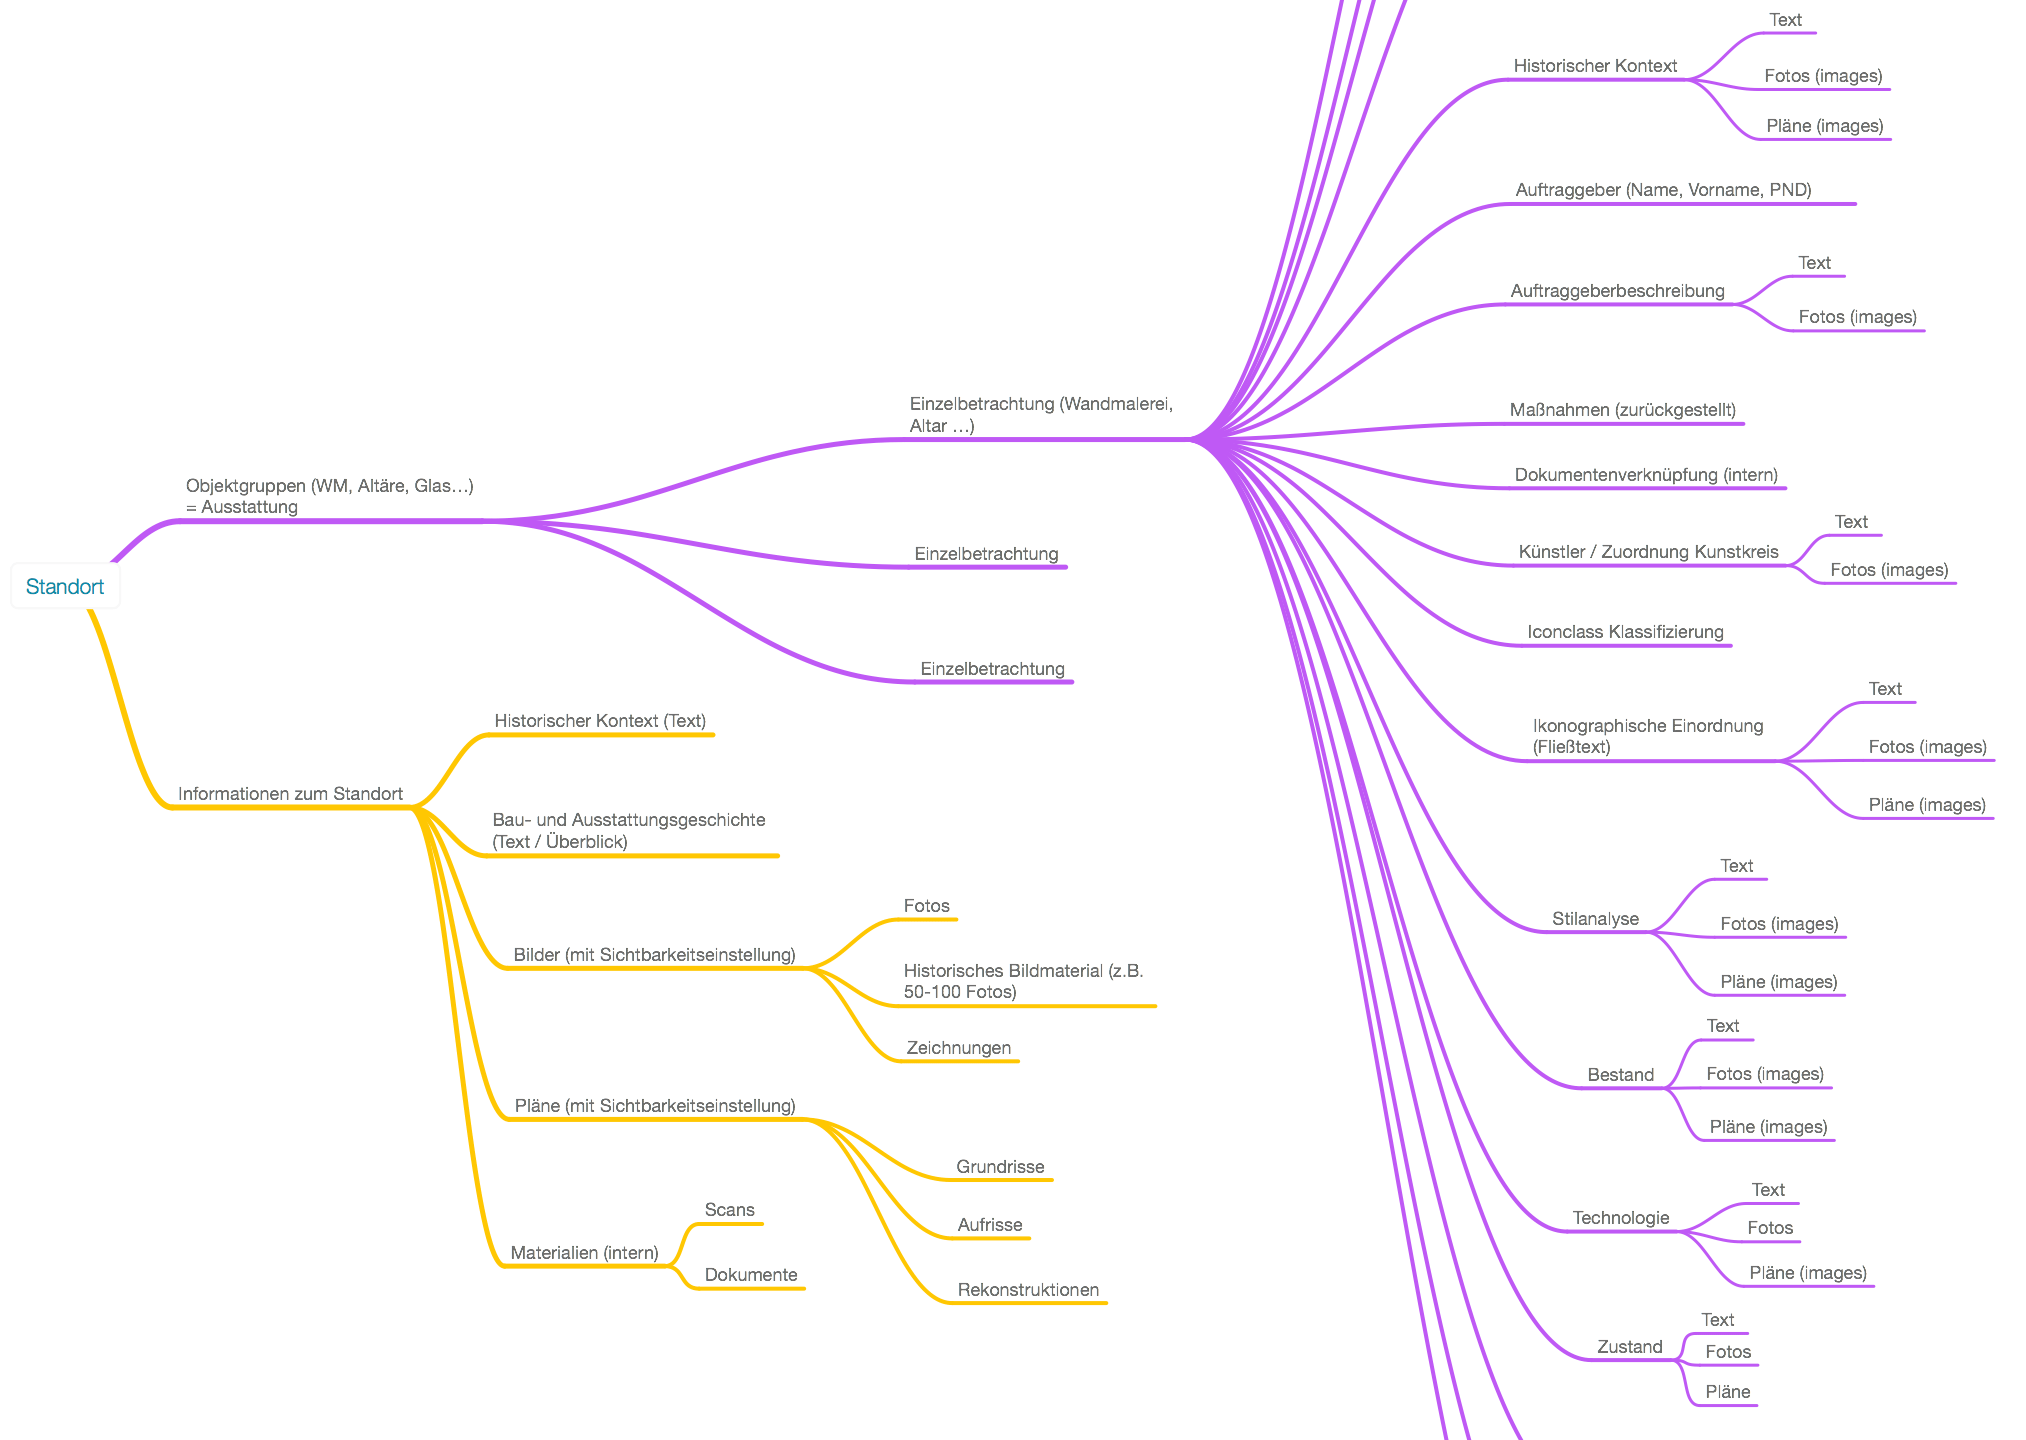 Standort
Objektgruppen (WM, Altäre, Glas...)
= Ausstattung
Einzelbetrachtung (Wandmalerei,
Altar ...)
Historischer Kontext
Text
Fotos (images)
Pläne (images)
Auftraggeber (Name, Vorname, PND)
Auftraggeberbeschreibung
Text
Fotos (images)
Maßnahmen (zurückgestellt)
Dokumentenverknüpfung (intern)
Künstler / Zuordnung Kunstkreis
Text
Fotos (images)
Iconclass Klassifizierung
Ikonographische Einordnung
(Fließtext)
Text
Fotos (images)
Pläne (images)
Stilanalyse
Text
Fotos (images)
Pläne (images)
Bestand
Text
Fotos (images)
Pläne (images)
Technologie
Text
Fotos
Pläne (images)
Zustand
Text
Fotos
Pläne
Einzelbetrachtung
Einzelbetrachtung
Informationen zum Standort
Historischer Kontext (Text)
Bau- und Ausstattungsgeschichte
(Text / Überblick)
Bilder (mit Sichtbarkeitseinstellung)
Fotos
Historisches Bildmaterial (z.B.
50-100 Fotos)
Zeichnungen
Pläne (mit Sichtbarkeitseinstellung)
Grundrisse
Aufrisse
Rekonstruktionen
Materialien (intern)
Scans
Dokumente